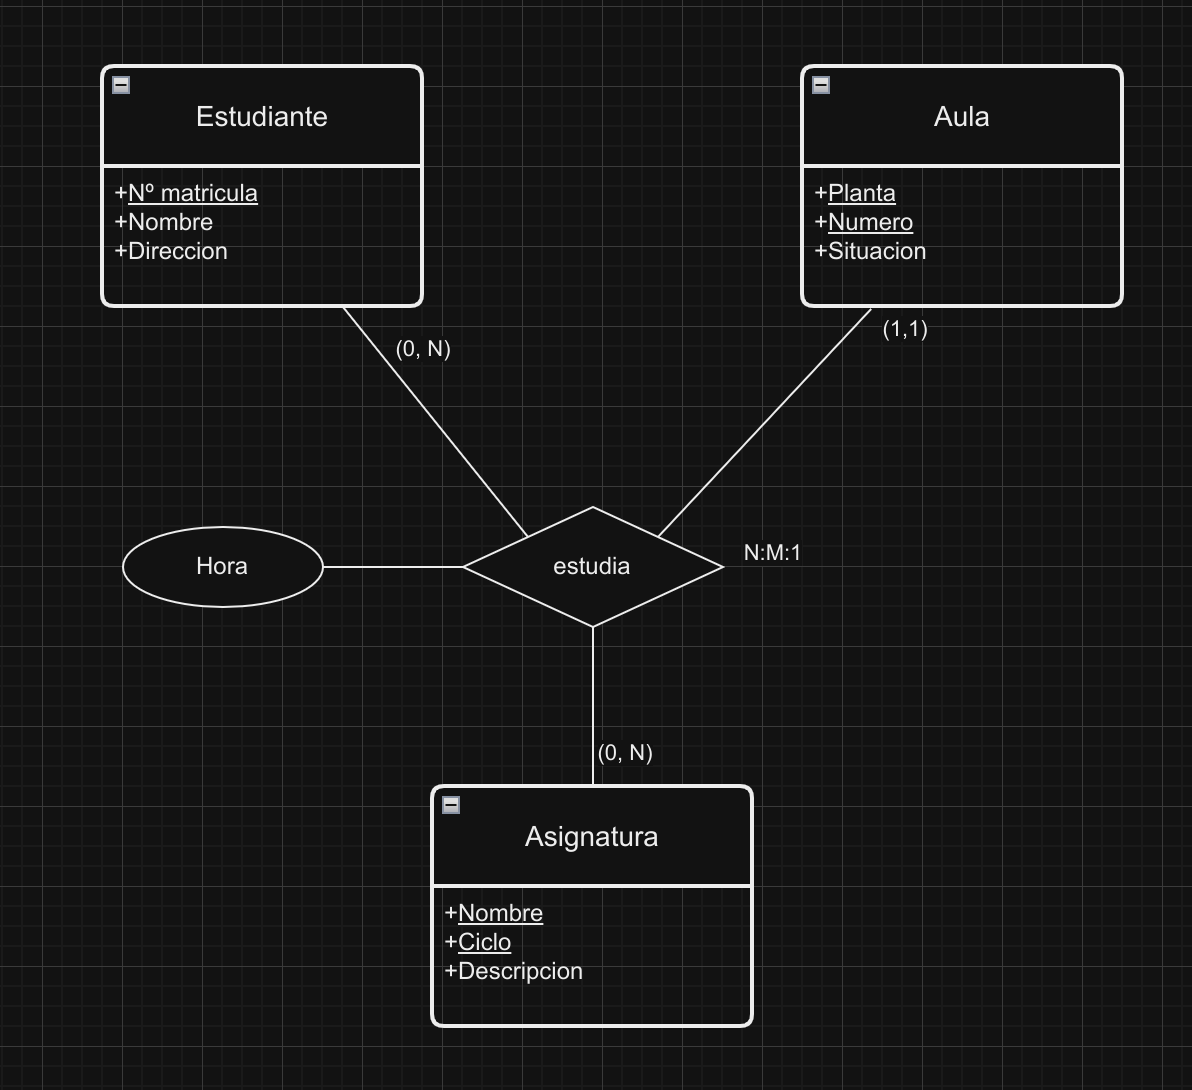 Estudiante
+Nº matricula
+Nombre
+Direccion
Aula
+Planta
+Numero
+Situacion
(0, N)
(1,1)
Hora
estudia
N:M:1
(0, N)
Asignatura
+Nombre
+Ciclo
+Descripcion